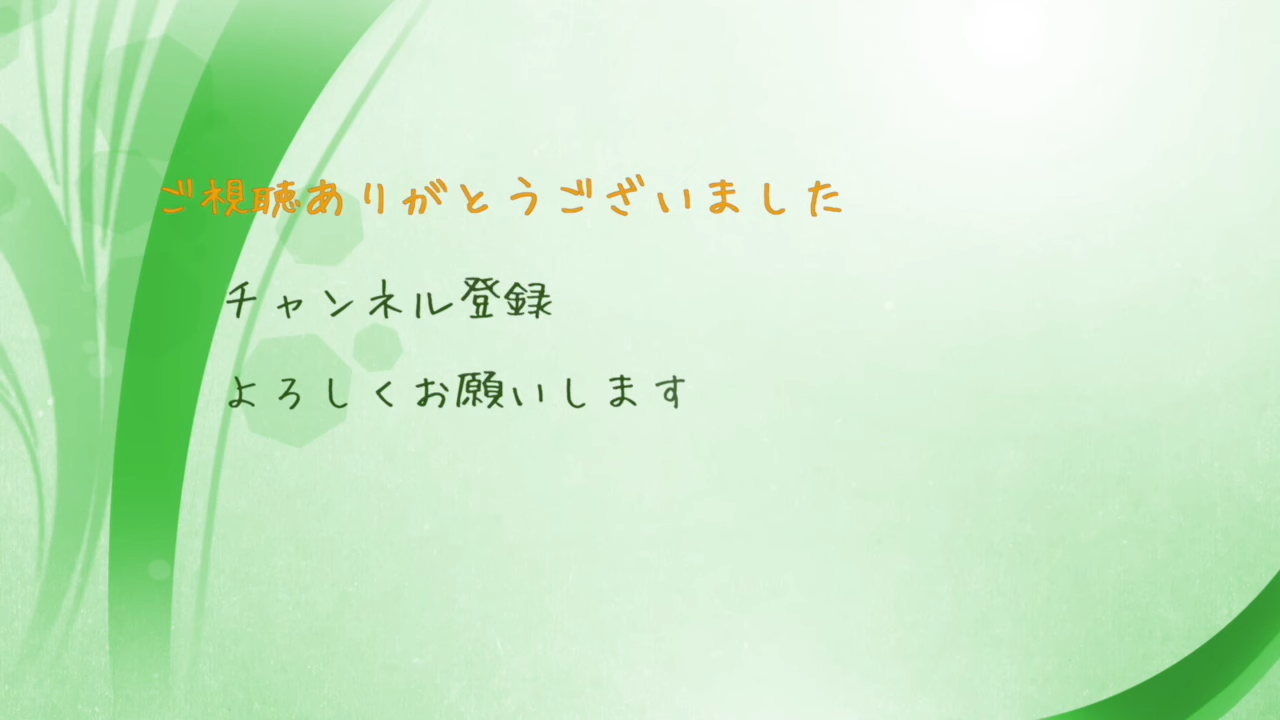 ご視聴ありがとうございました
チャンネル登録
よろしくお願いします